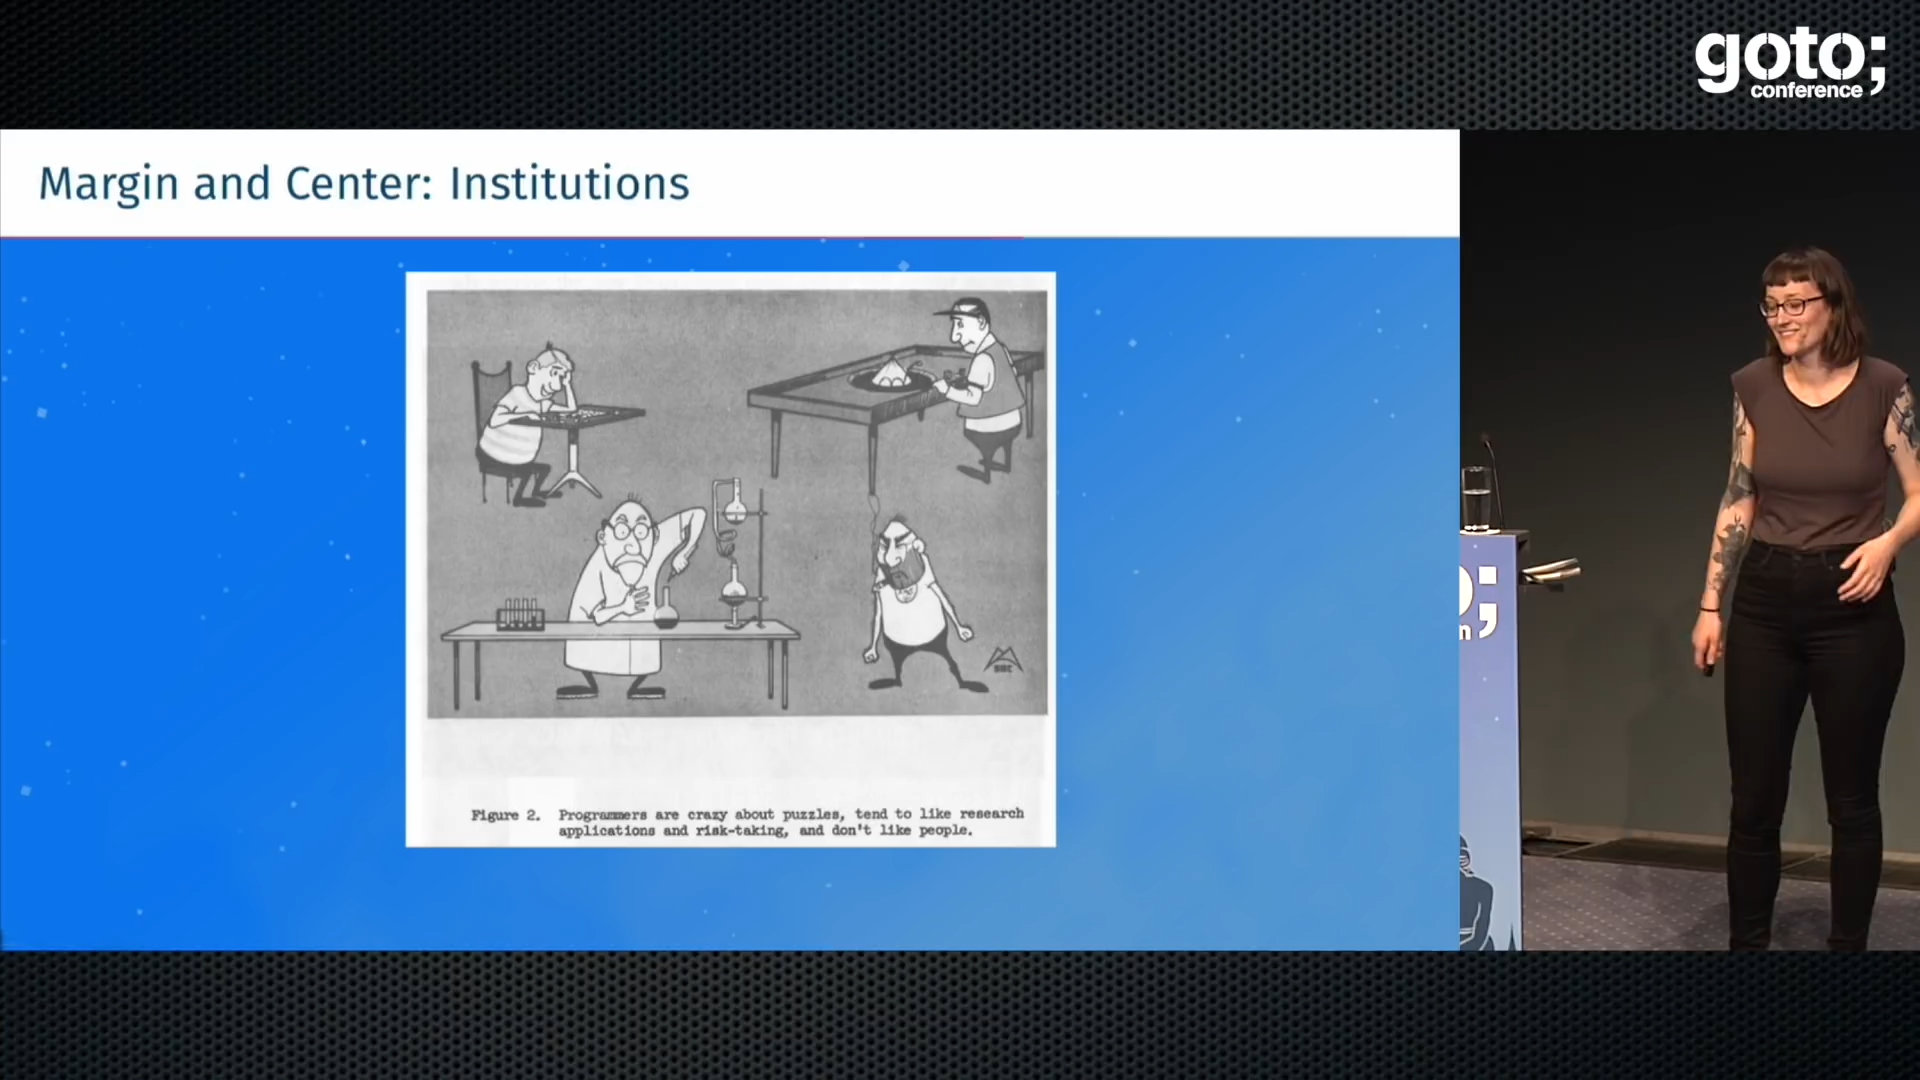 goto;
conference
Margin and Center: Institutions
Figure 2. Programmers are crazy about puzzles, tend to like research
applications and risk-taking, and don't like people.